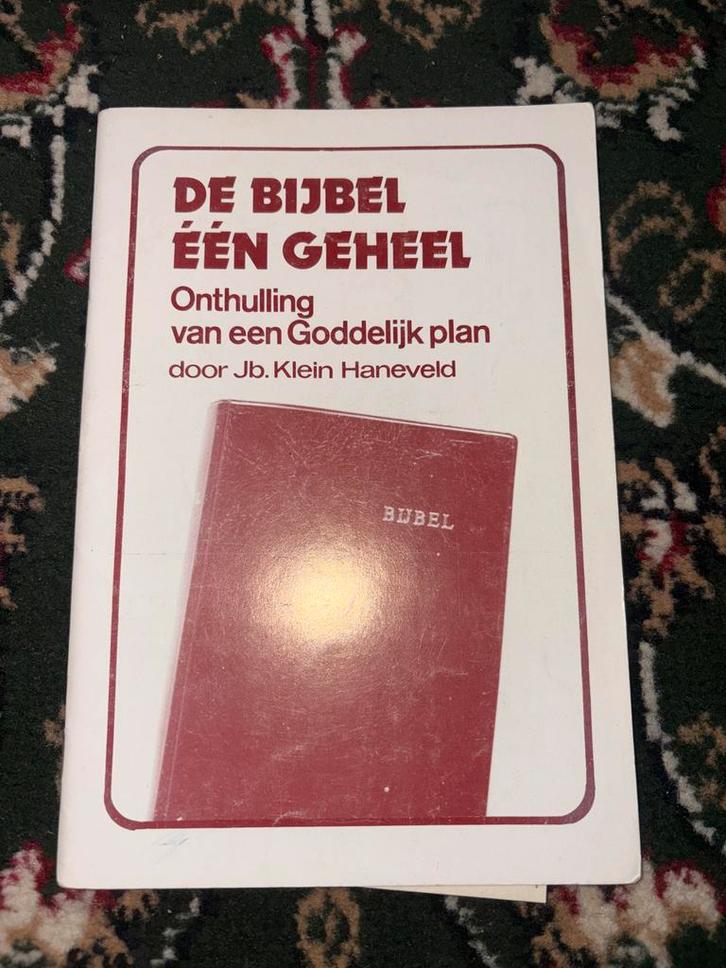 DE BIJBEL
ÉÉN GEHEEL
Onthulling
van een Goddelijk plan
door Jb. Klein Haneveld
BIJBEL